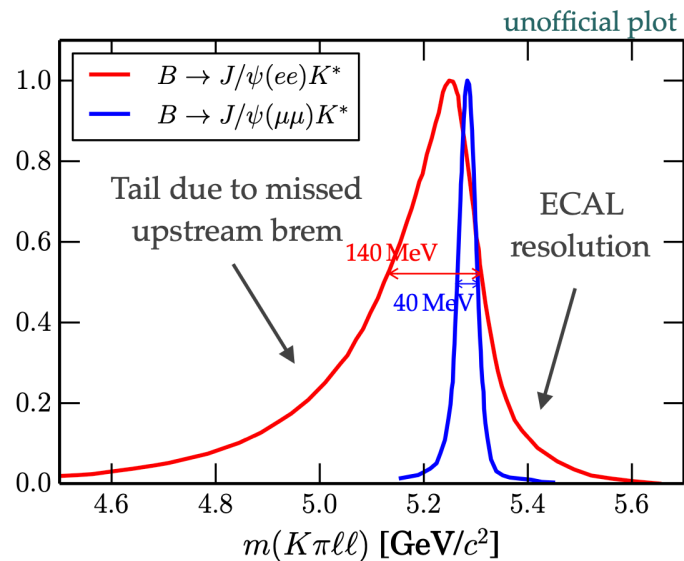 unofficial plot
B → J/ψ(ee)K*
B → J/ψ(μμ)K*
Tail due to missed
upstream brem
ECAL
resolution
140 MeV
40 MeV
1.0
0.8
0.6
0.4
0.2
0.0
4.6 4.8 5.0 5.2 5.4 5.6
m(Kπℓℓ) [GeV/c²]